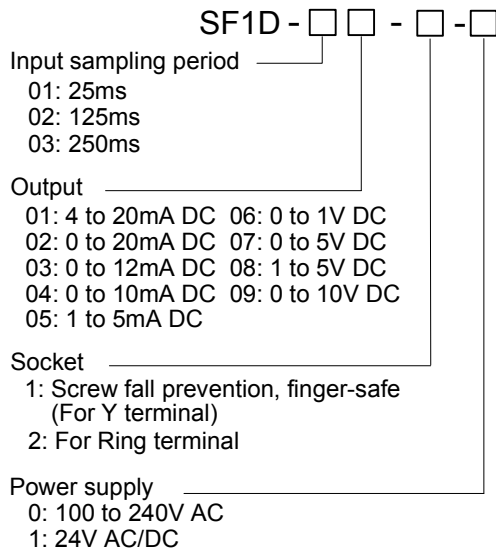 SF1D - □ □ - □ - □
Input sampling period
01: 25ms
02: 125ms
03: 250ms
Output
01: 4 to 20mA DC 06: 0 to 1V DC
02: 0 to 20mA DC 07: 0 to 5V DC
03: 0 to 12mA DC 08: 1 to 5V DC
04: 0 to 10mA DC 09: 0 to 10V DC
05: 1 to 5mA DC
Socket
1: Screw fall prevention, finger-safe
(For Y terminal)
2: For Ring terminal
Power supply
0: 100 to 240V AC
1: 24V AC/DC